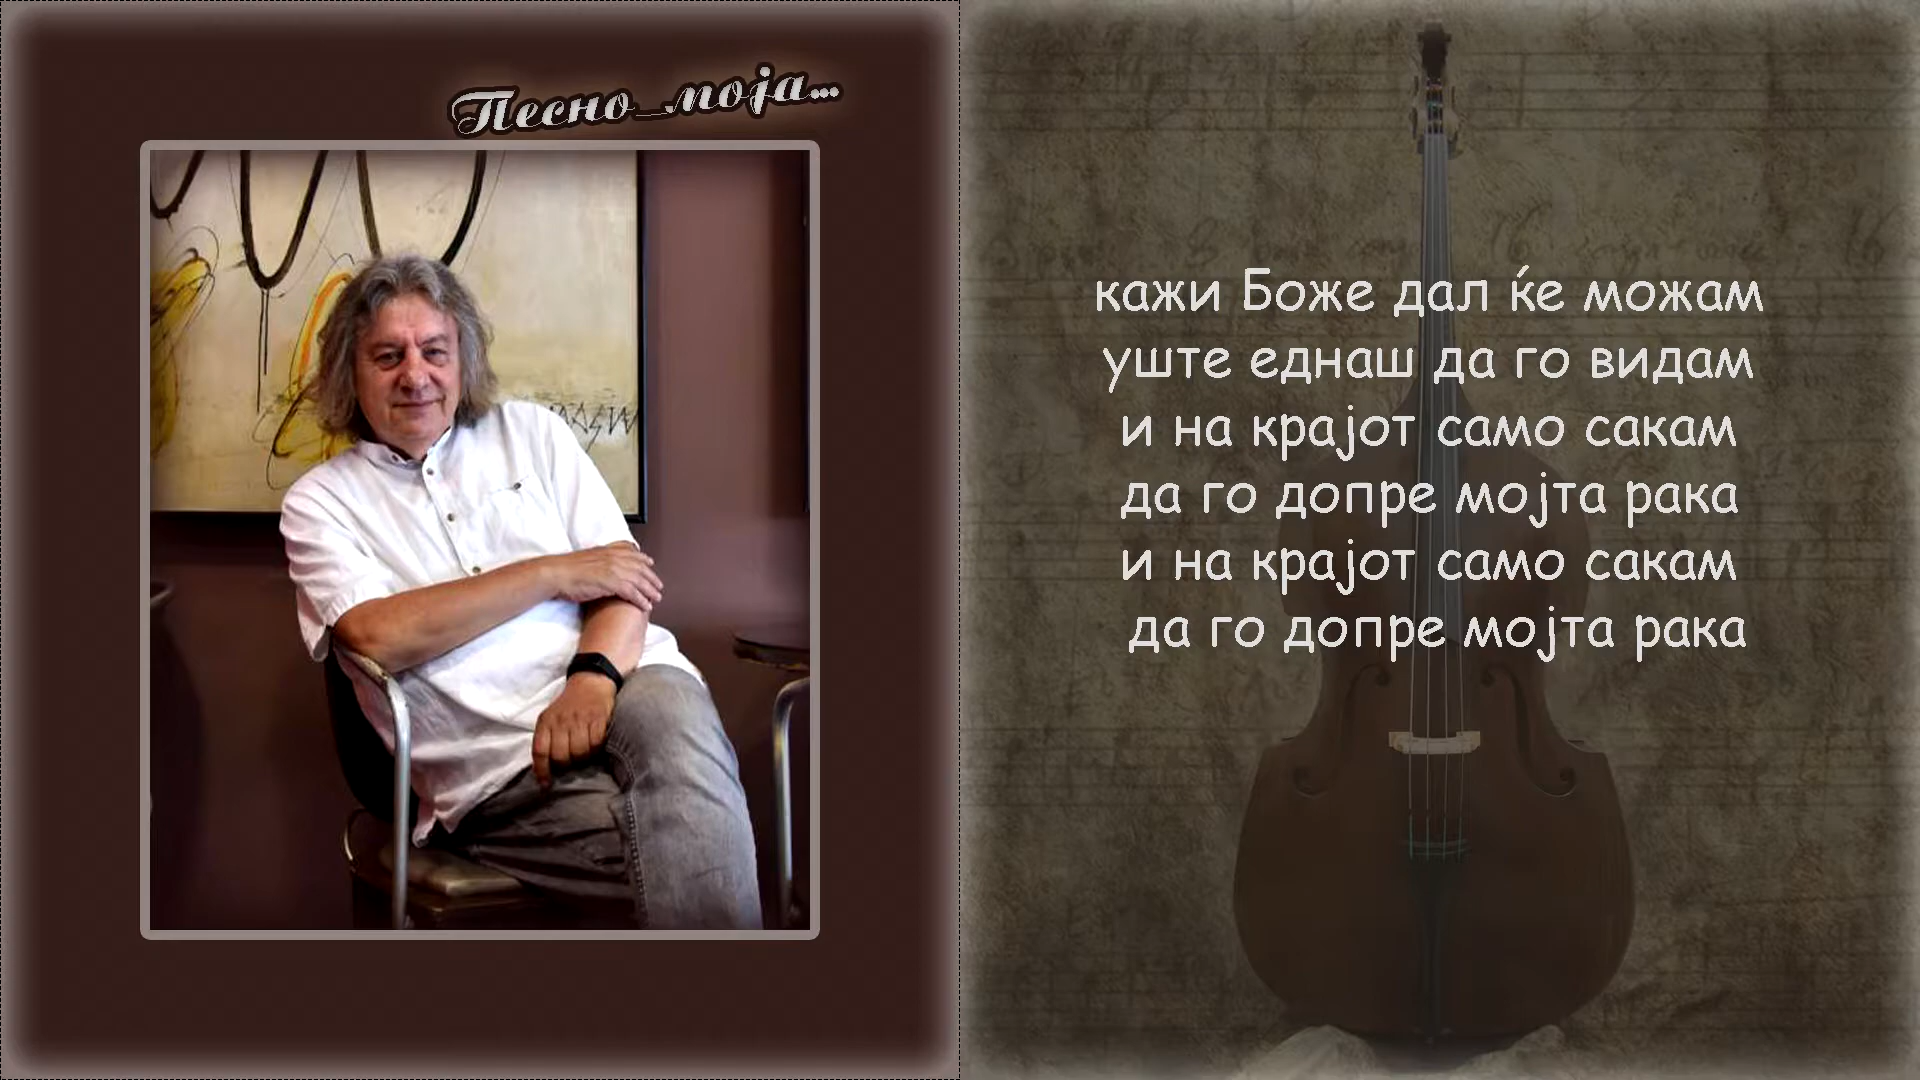 Песно_моја...
кажи Боже дал ќе можам
уште еднаш да го видам
и на крајот само сакам
да го допре мојта рака
и на крајот само сакам
да го допре мојта рака